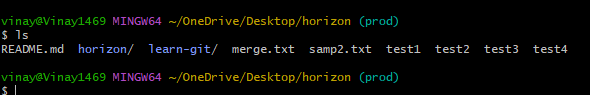 vinay@Vinay1469 MINGW64 ~/OneDrive/Desktop/horizon (prod)
$ ls
README.md  horizon/  learn-git/  merge.txt  samp2.txt  test1  test2  test3  test4
vinay@Vinay1469 MINGW64 ~/OneDrive/Desktop/horizon (prod)
$